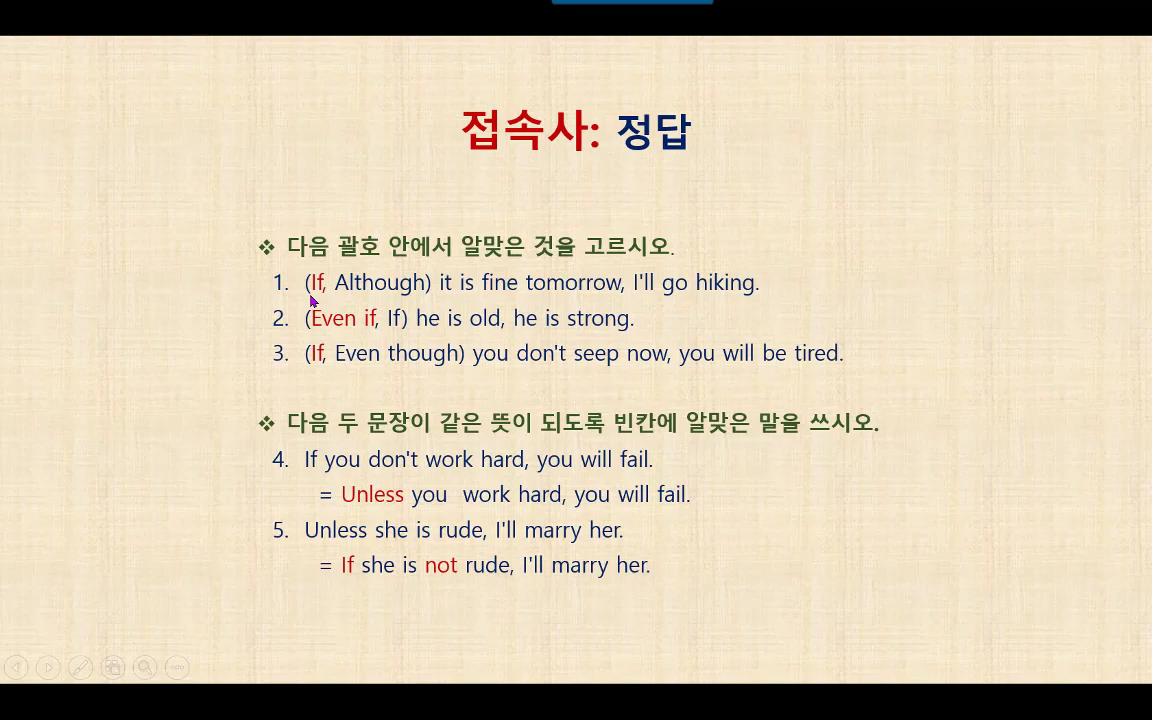 접속사: 정답
❖ 다음 괄호 안에서 알맞은 것을 고르시오.
1. (If, Although) it is fine tomorrow, I'll go hiking.
2. (Even if, If) he is old, he is strong.
3. (If, Even though) you don't seep now, you will be tired.
❖ 다음 두 문장이 같은 뜻이 되도록 빈칸에 알맞은 말을 쓰시오.
4. If you don't work hard, you will fail.
= Unless you work hard, you will fail.
5. Unless she is rude, I'll marry her.
= If she is not rude, I'll marry her.